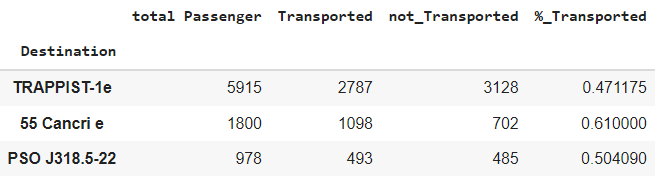 total Passenger Transported not_Transported %_Transported
Destination
TRAPPIST-1e 5915 2787 3128 0.471175
55 Cancri e 1800 1098 702 0.610000
PSO J318.5-22 978 493 485 0.504090